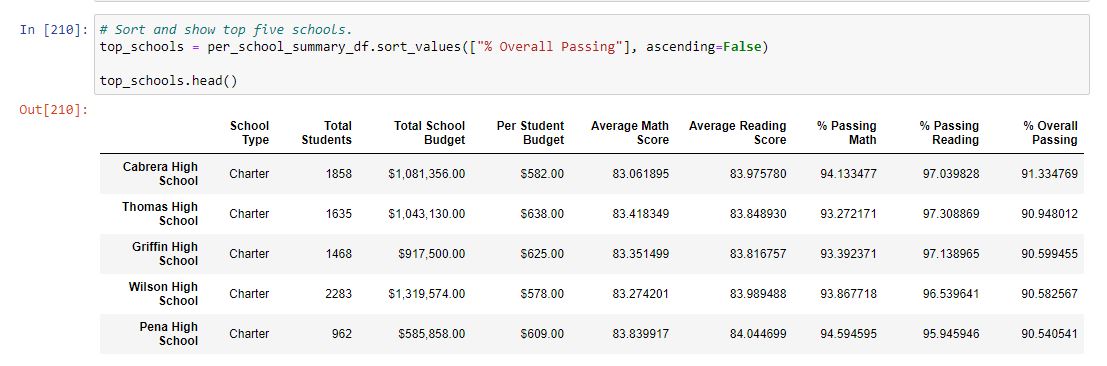 In [210]: # Sort and show top five schools.
top_schools = per_school_summary_df.sort_values(["% Overall Passing"], ascending=False)
top_schools.head()
Out[210]:
School Type Total Students Total School Budget Per Student Budget Average Math Score Average Reading Score % Passing Math % Passing Reading % Overall Passing
Cabrera High School Charter 1858 $1,081,356.00 $582.00 83.061895 83.975780 94.133477 97.039828 91.334769
Thomas High School Charter 1635 $1,043,130.00 $638.00 83.418349 83.848930 93.272171 97.308869 90.948012
Griffin High School Charter 1468 $917,500.00 $625.00 83.351499 83.816757 93.392371 97.138965 90.599455
Wilson High School Charter 2283 $1,319,574.00 $578.00 83.274201 83.989488 93.867718 96.539641 90.582567
Pena High School Charter 962 $585,858.00 $609.00 83.839917 84.044699 94.594595 95.945946 90.540541